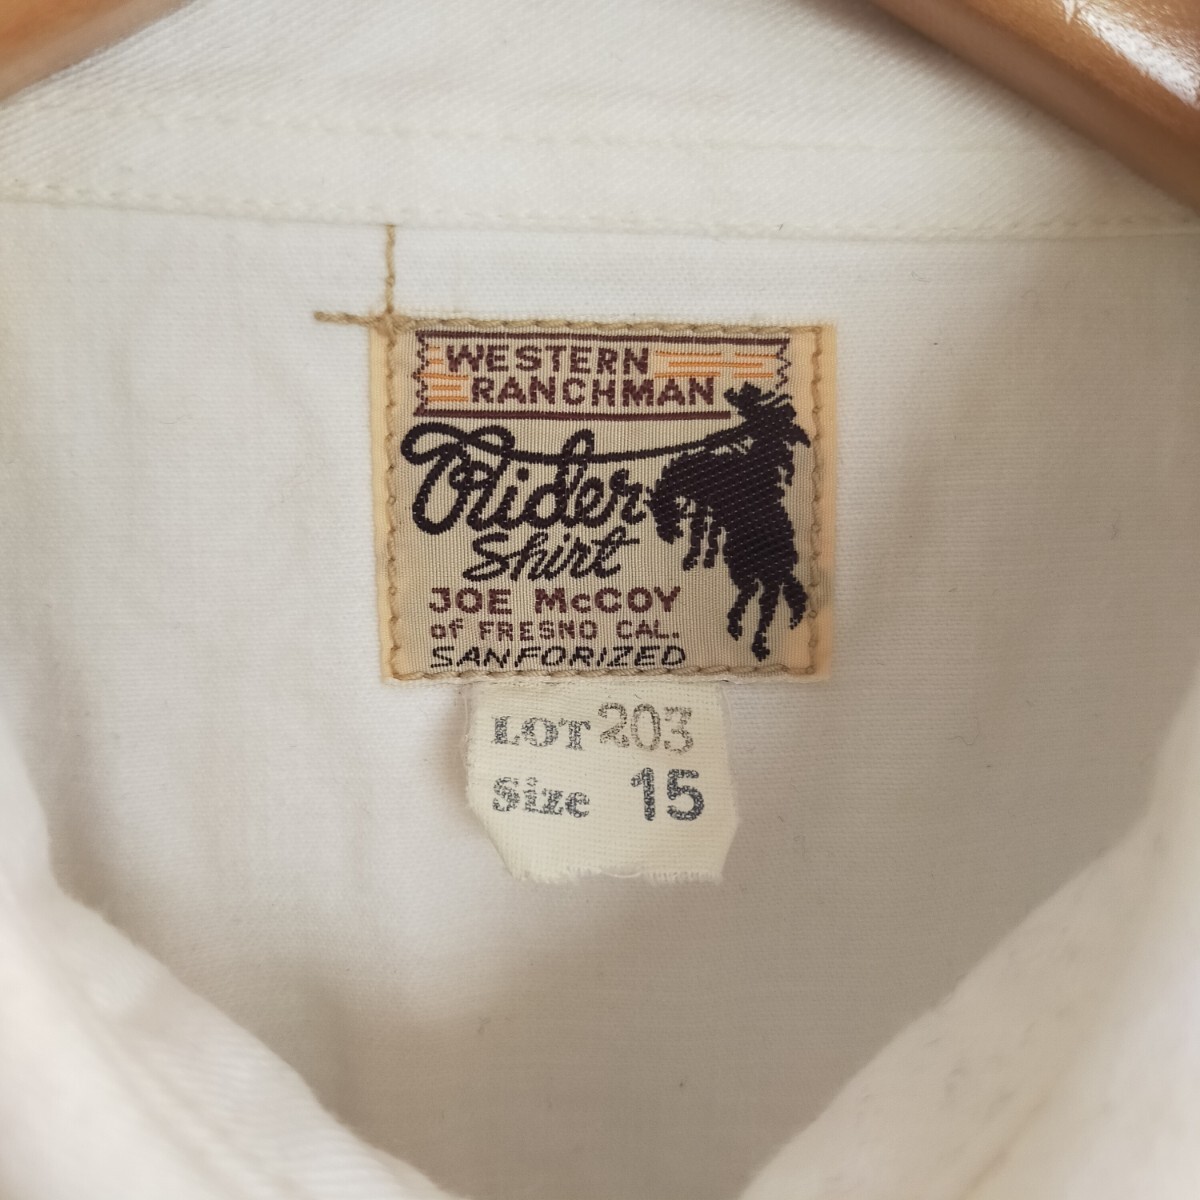 WESTERN
RANCHMAN
Rider
Shirt
JOE McCOY
of FRESNO CAL.
SANFORIZED
LOT 203
Size 15